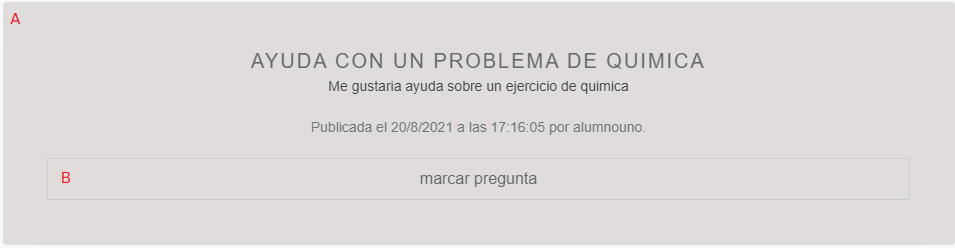 A
AYUDA CON UN PROBLEMA DE QUIMICA
Me gustaria ayuda sobre un ejercicio de quimica
Publicada el 20/8/2021 a las 17:16:05 por alumnouno.
B
marcar pregunta